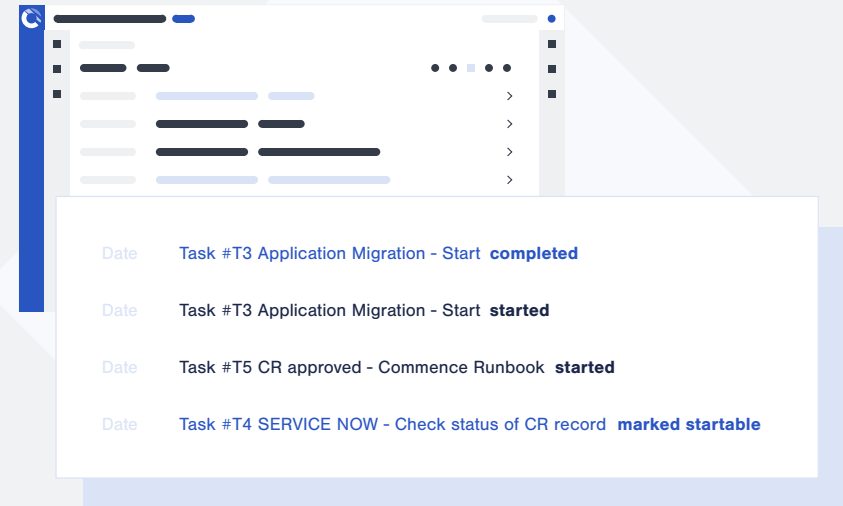 Date Task #T3 Application Migration - Start completed
Date Task #T3 Application Migration - Start started
Date Task #T5 CR approved - Commence Runbook started
Date Task #T4 SERVICE NOW - Check status of CR record marked startable